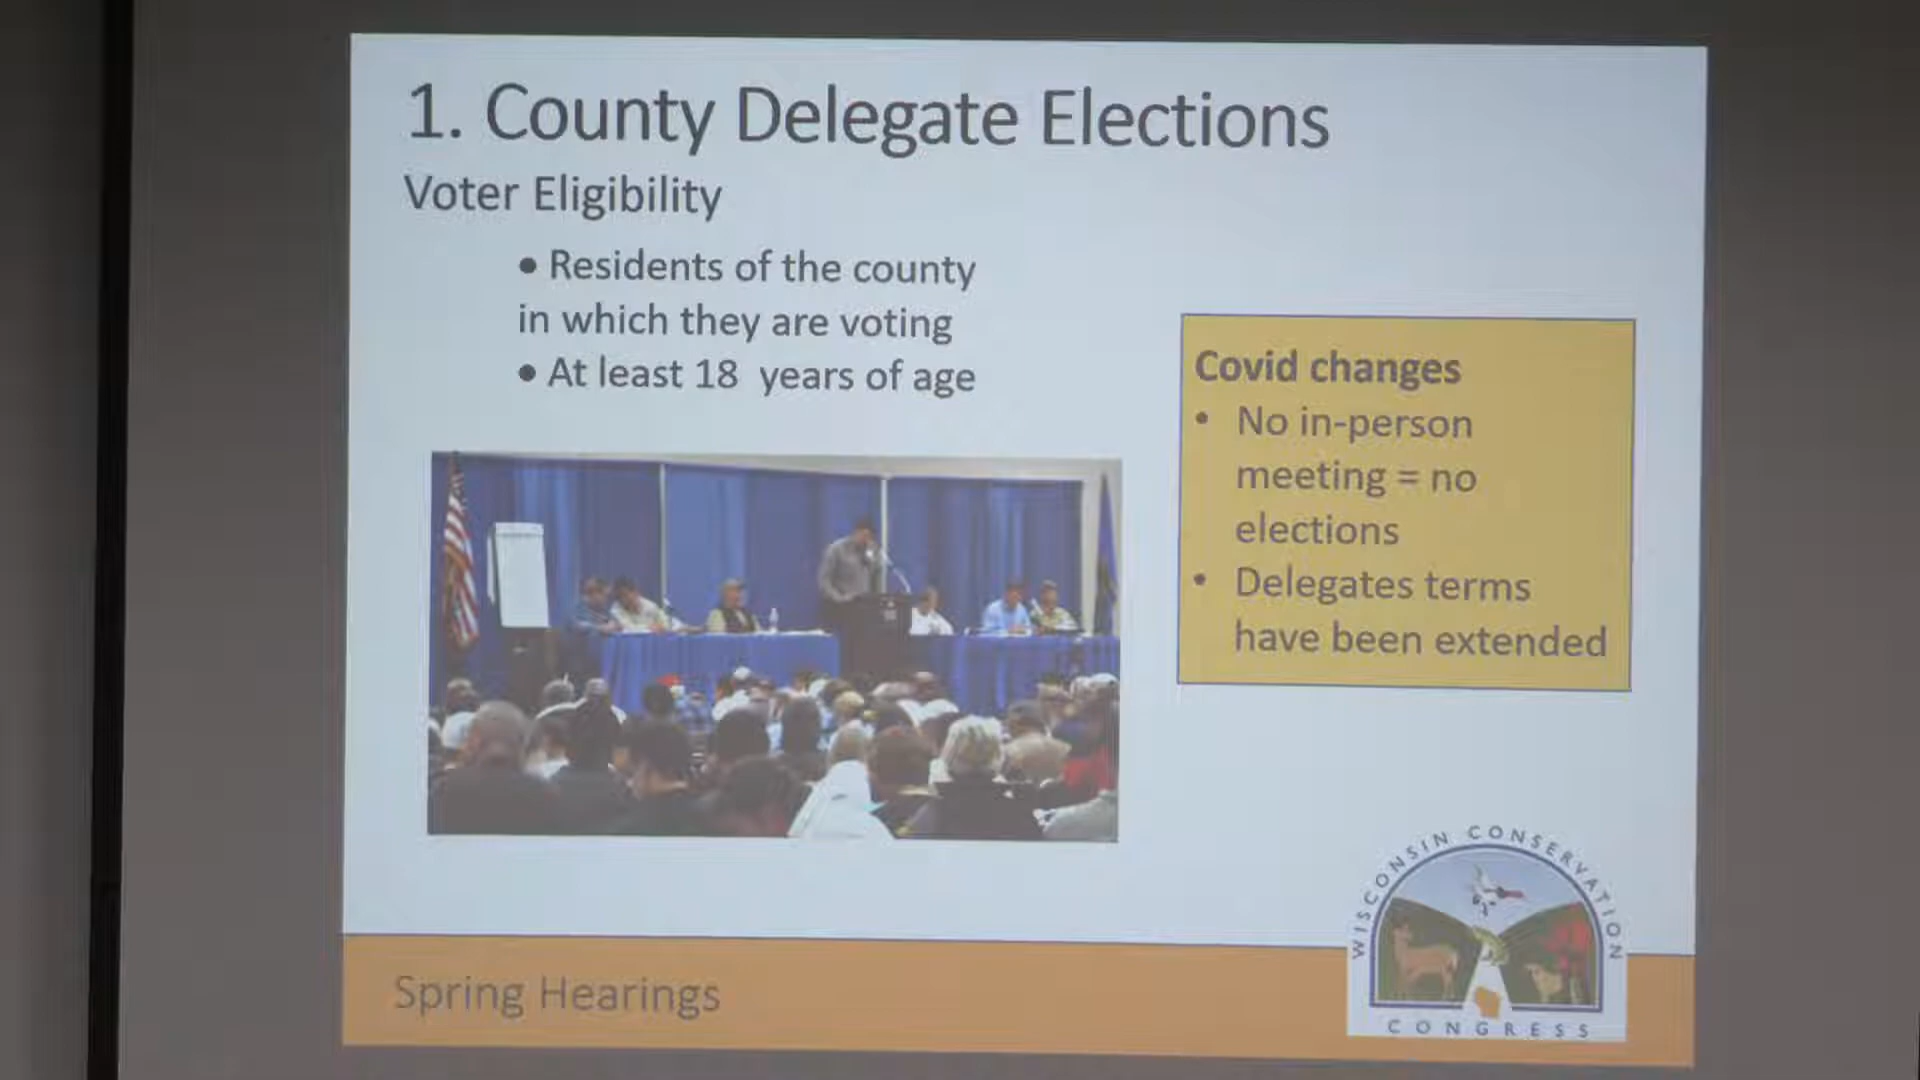 1. County Delegate Elections
Voter Eligibility
• Residents of the county
in which they are voting
• At least 18 years of age
Covid changes
• No in-person
meeting = no
elections
• Delegates terms
have been extended
Spring Hearings
WISCONSIN CONSERVATION
CONGRESS